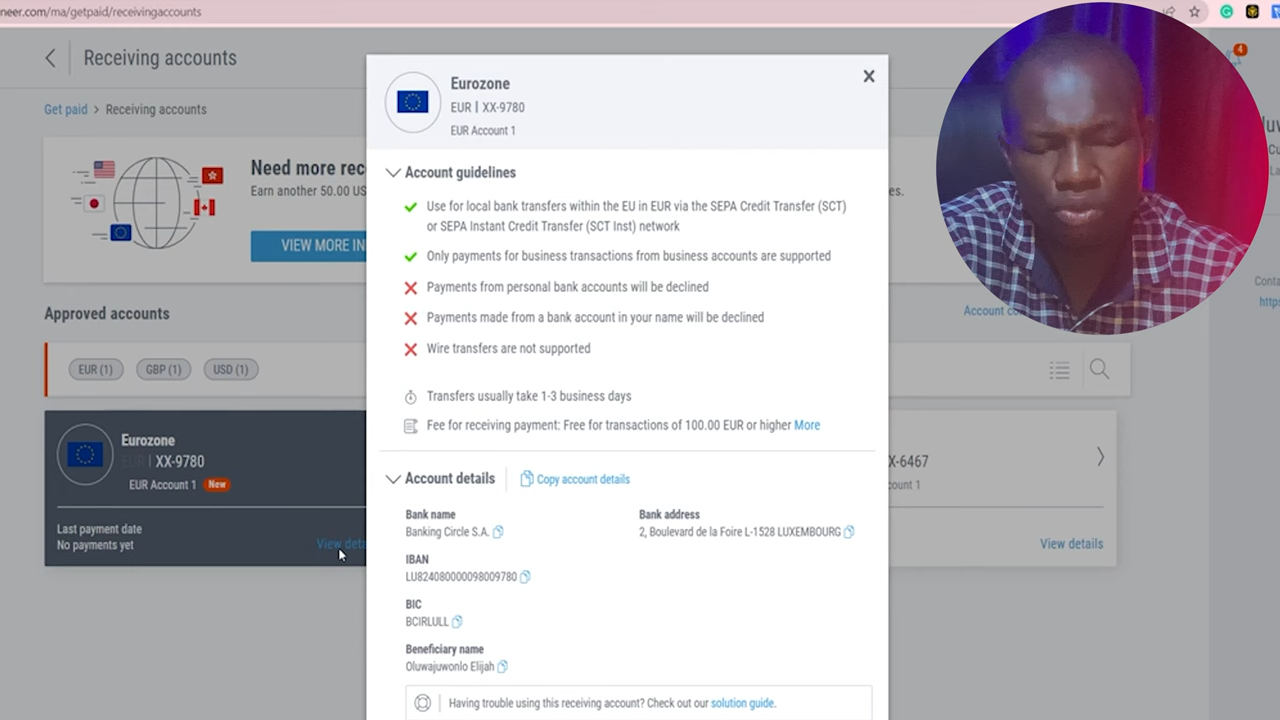 neer.com/ma/getpaid/receivingaccounts
Receiving accounts
4
Get paid > Receiving accounts
Need more rec
Earn another 50.00 US
VIEW MORE IN
Approved accounts
EUR (1)
GBP (1)
USD (1)
Eurozone
XX-9780
EUR Account 1
New
Last payment date
No payments yet
View deta
Eurozone
EUR | XX-9780
EUR Account 1
Account guidelines
Use for local bank transfers within the EU in EUR via the SEPA Credit Transfer (SCT)
or SEPA Instant Credit Transfer (SCT Inst) network
Only payments for business transactions from business accounts are supported
Payments from personal bank accounts will be declined
Payments made from a bank account in your name will be declined
Wire transfers are not supported
Transfers usually take 1-3 business days
Fee for receiving payment: Free for transactions of 100.00 EUR or higher More
Account details
Copy account details
Bank name
Banking Circle S.A.
Bank address
2, Boulevard de la Foire L-1528 LUXEMBOURG
IBAN
LU824080000098009780
BIC
BCIRLULL
Beneficiary name
Oluwajuwonlo Elijah
Having trouble using this receiving account? Check out our solution guide.
es.
Account co
X-6467
count 1
View details
Conta
http